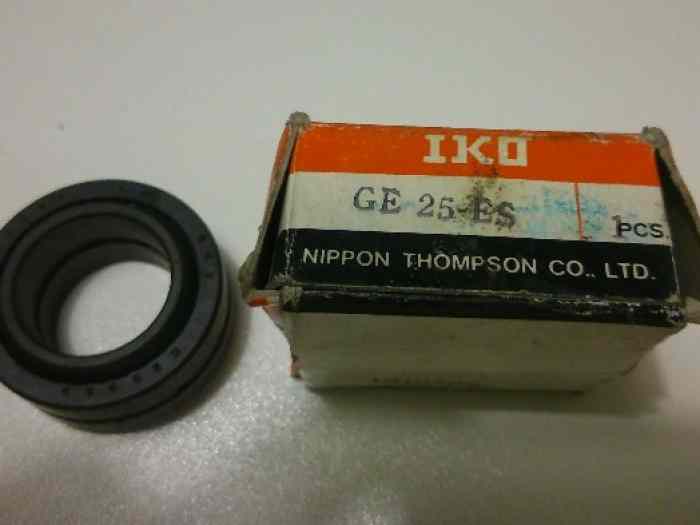 IKO
GE 25 ES
1 PCS.
NIPPON THOMPSON CO., LTD.